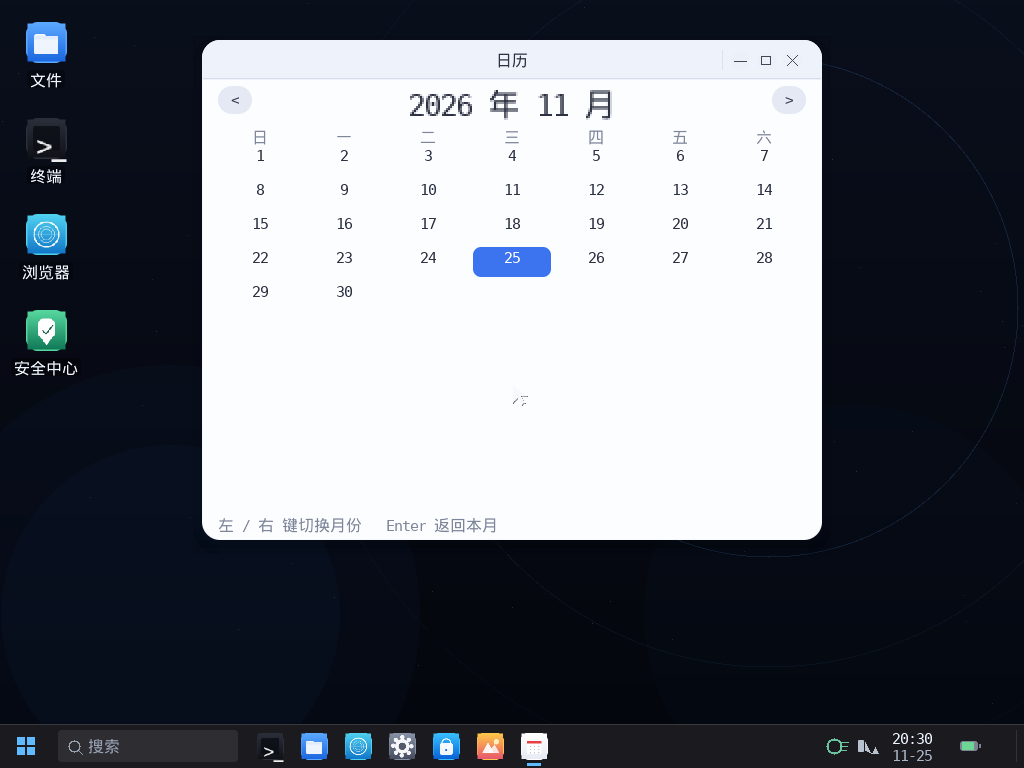 日历
文件
< 2026 年 11 月 >
日 一 二 三 四 五 六
1 2 3 4 5 6 7
终端
8 9 10 11 12 13 14
15 16 17 18 19 20 21
22 23 24 25 26 27 28
浏览器
29 30
安全中心
左 / 右 键切换月份 Enter 返回本月
搜索
20:30
11-25